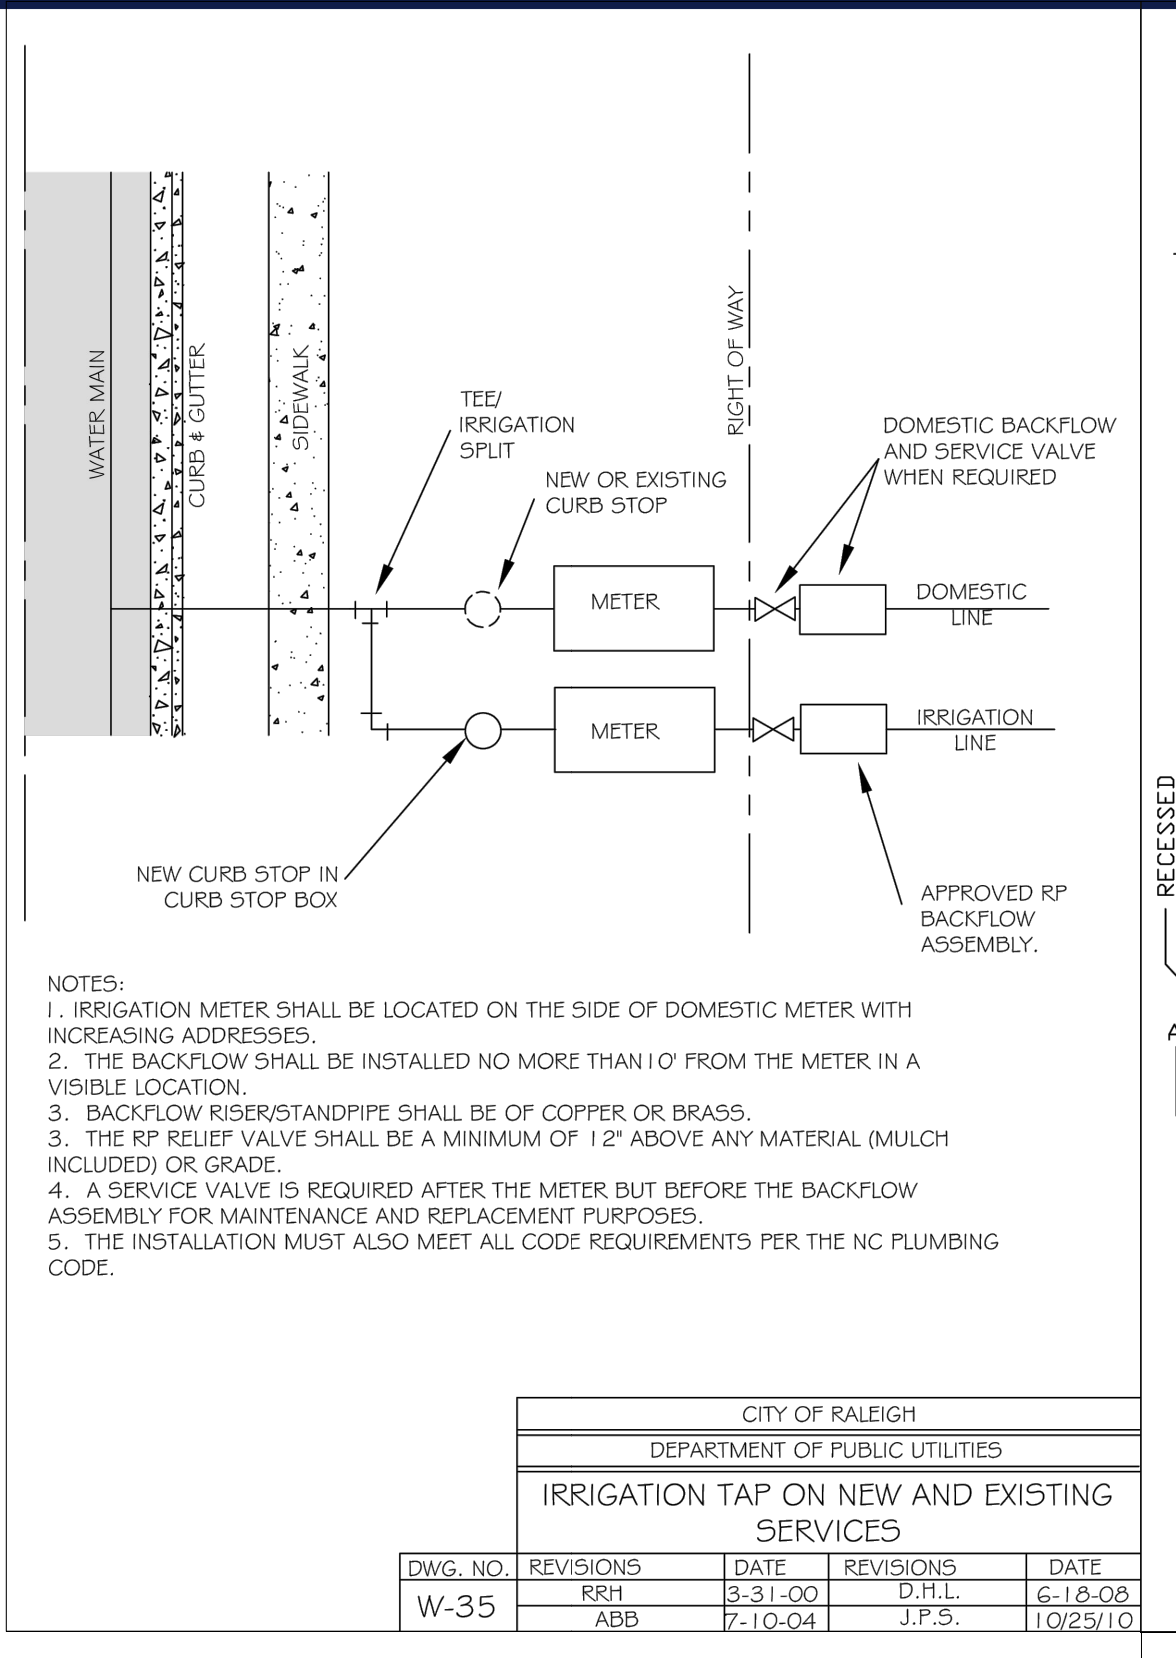 WATER MAIN
CURB & GUTTER
SIDEWALK
RIGHT OF WAY
TEE/
IRRIGATION
SPLIT
NEW OR EXISTING
CURB STOP
DOMESTIC BACKFLOW
AND SERVICE VALVE
WHEN REQUIRED
METER
DOMESTIC
LINE
METER
IRRIGATION
LINE
NEW CURB STOP IN
CURB STOP BOX
APPROVED RP
BACKFLOW
ASSEMBLY.
RECESSED
NOTES:
1. IRRIGATION METER SHALL BE LOCATED ON THE SIDE OF DOMESTIC METER WITH
INCREASING ADDRESSES.
2. THE BACKFLOW SHALL BE INSTALLED NO MORE THAN10' FROM THE METER IN A
VISIBLE LOCATION.
3. BACKFLOW RISER/STANDPIPE SHALL BE OF COPPER OR BRASS.
3. THE RP RELIEF VALVE SHALL BE A MINIMUM OF 12" ABOVE ANY MATERIAL (MULCH
INCLUDED) OR GRADE.
4. A SERVICE VALVE IS REQUIRED AFTER THE METER BUT BEFORE THE BACKFLOW
ASSEMBLY FOR MAINTENANCE AND REPLACEMENT PURPOSES.
5. THE INSTALLATION MUST ALSO MEET ALL CODE REQUIREMENTS PER THE NC PLUMBING
CODE.
CITY OF RALEIGH
DEPARTMENT OF PUBLIC UTILITIES
IRRIGATION TAP ON NEW AND EXISTING
SERVICES
DWG. NO. REVISIONS DATE REVISIONS DATE
W-35 RRH 3-31-00 D.H.L. 6-18-08
ABB 7-10-04 J.P.S. 10/25/10